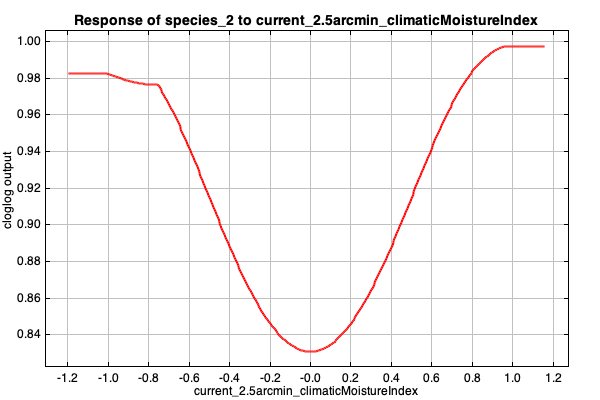 Response of species_2 to current_2.5arcmin_climaticMoistureIndex
1.00
0.98
0.96
0.94
0.92
0.90
0.88
0.86
0.84
cloglog output
-1.2 -1.0 -0.8 -0.6 -0.4 -0.2 -0.0 0.2 0.4 0.6 0.8 1.0 1.2
current_2.5arcmin_climaticMoistureIndex